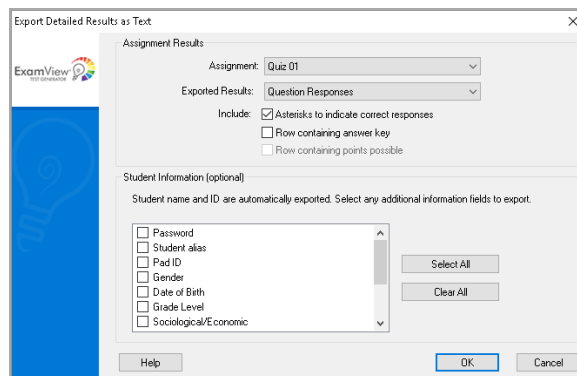 Export Detailed Results as Text
ExamView
TEST GENERATOR
Assignment Results
Assignment: Quiz 01
Exported Results: Question Responses
Include: Asterisks to indicate correct responses
Row containing answer key
Row containing points possible
Student Information (optional)
Student name and ID are automatically exported. Select any additional information fields to export.
Password
Student alias
Pad ID
Gender
Date of Birth
Grade Level
Sociological/Economic
Select All
Clear All
Help OK Cancel